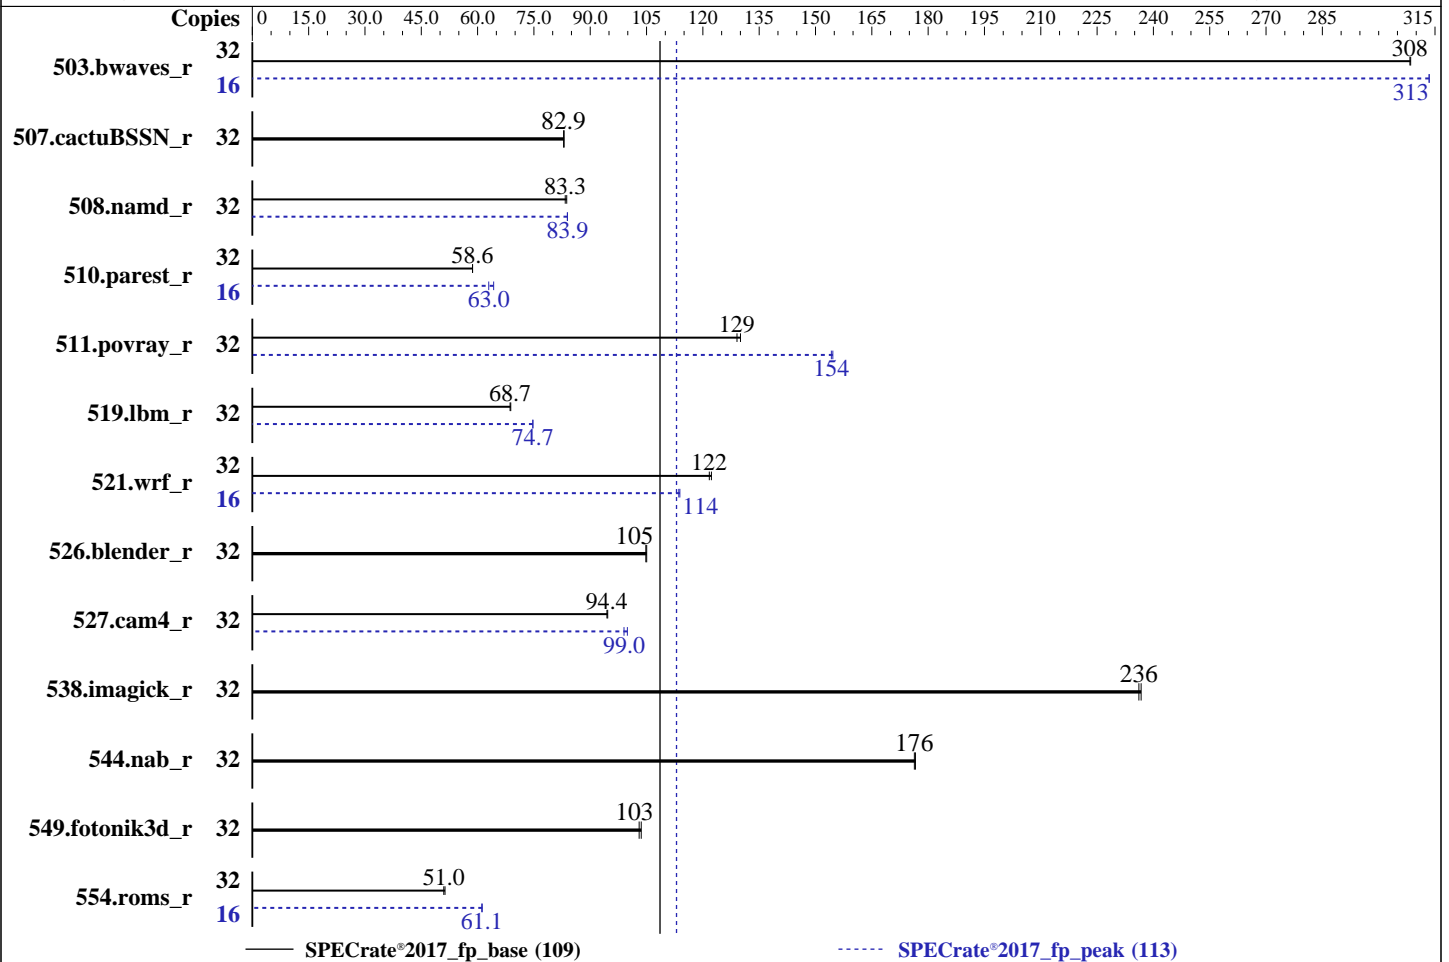 Copies 0 15.0 30.0 45.0 60.0 75.0 90.0 105 120 135 150 165 180 195 210 225 240 255 270 285 315
503.bwaves_r 32 308
16 313
507.cactuBSSN_r 32 82.9
508.namd_r 32 83.3
83.9
510.parest_r 32 58.6
16 63.0
511.povray_r 32 129
154
519.lbm_r 32 68.7
74.7
521.wrf_r 32 122
16 114
526.blender_r 32 105
527.cam4_r 32 94.4
99.0
538.imagick_r 32 236
544.nab_r 32 176
549.fotonik3d_r 32 103
554.roms_r 32 51.0
16 61.1
SPECrate®2017_fp_base (109) SPECrate®2017_fp_peak (113)